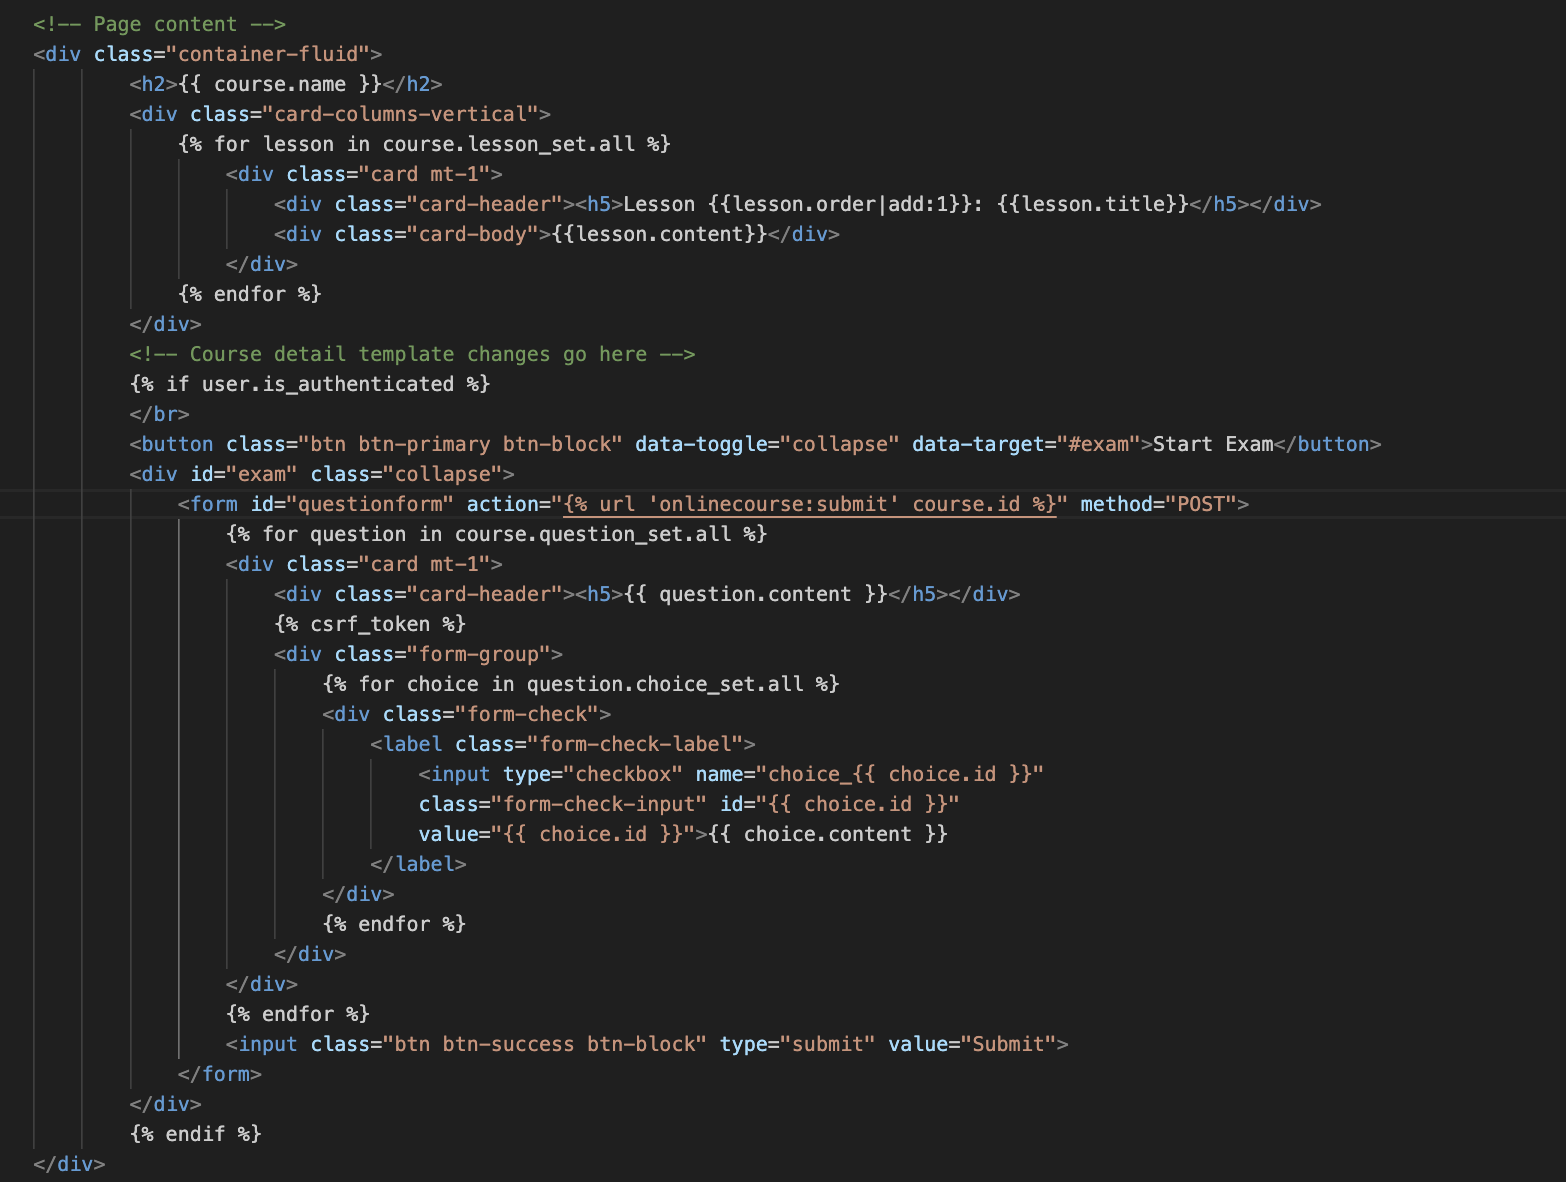 <!-- Page content -->
<div class="container-fluid">
<h2>{{ course.name }}</h2>
<div class="card-columns-vertical">
{% for lesson in course.lesson_set.all %}
<div class="card mt-1">
<div class="card-header"><h5>Lesson {{lesson.order|add:1}}: {{lesson.title}}</h5></div>
<div class="card-body">{{lesson.content}}</div>
</div>
{% endfor %}
</div>
<!-- Course detail template changes go here -->
{% if user.is_authenticated %}
</br>
<button class="btn btn-primary btn-block" data-toggle="collapse" data-target="#exam">Start Exam</button>
<div id="exam" class="collapse">
<form id="questionform" action="{% url 'onlinecourse:submit' course.id %}" method="POST">
{% for question in course.question_set.all %}
<div class="card mt-1">
<div class="card-header"><h5>{{ question.content }}</h5></div>
{% csrf_token %}
<div class="form-group">
{% for choice in question.choice_set.all %}
<div class="form-check">
<label class="form-check-label">
<input type="checkbox" name="choice_{{ choice.id }}"
class="form-check-input" id="{{ choice.id }}"
value="{{ choice.id }}">{{ choice.content }}
</label>
</div>
{% endfor %}
</div>
</div>
{% endfor %}
<input class="btn btn-success btn-block" type="submit" value="Submit">
</form>
</div>
{% endif %}
</div>